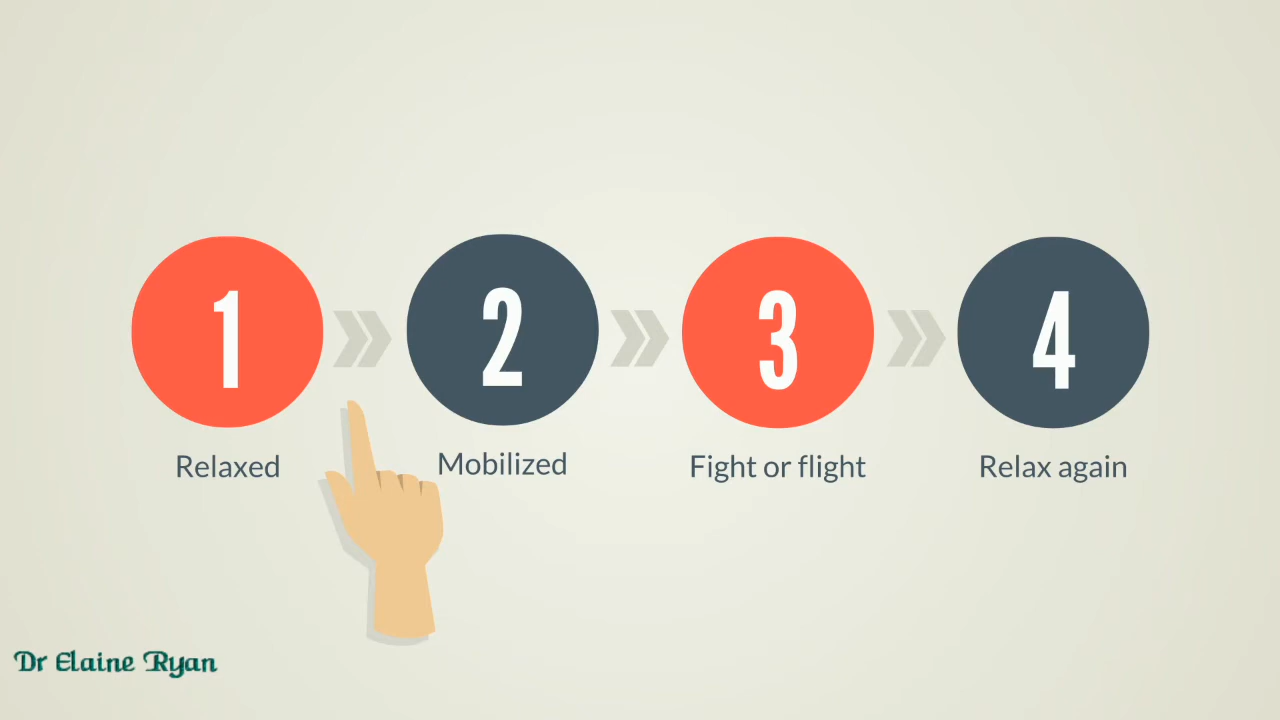 1
2
3
4
Relaxed
Mobilized
Fight or flight
Relax again
Dr Elaine Ryan